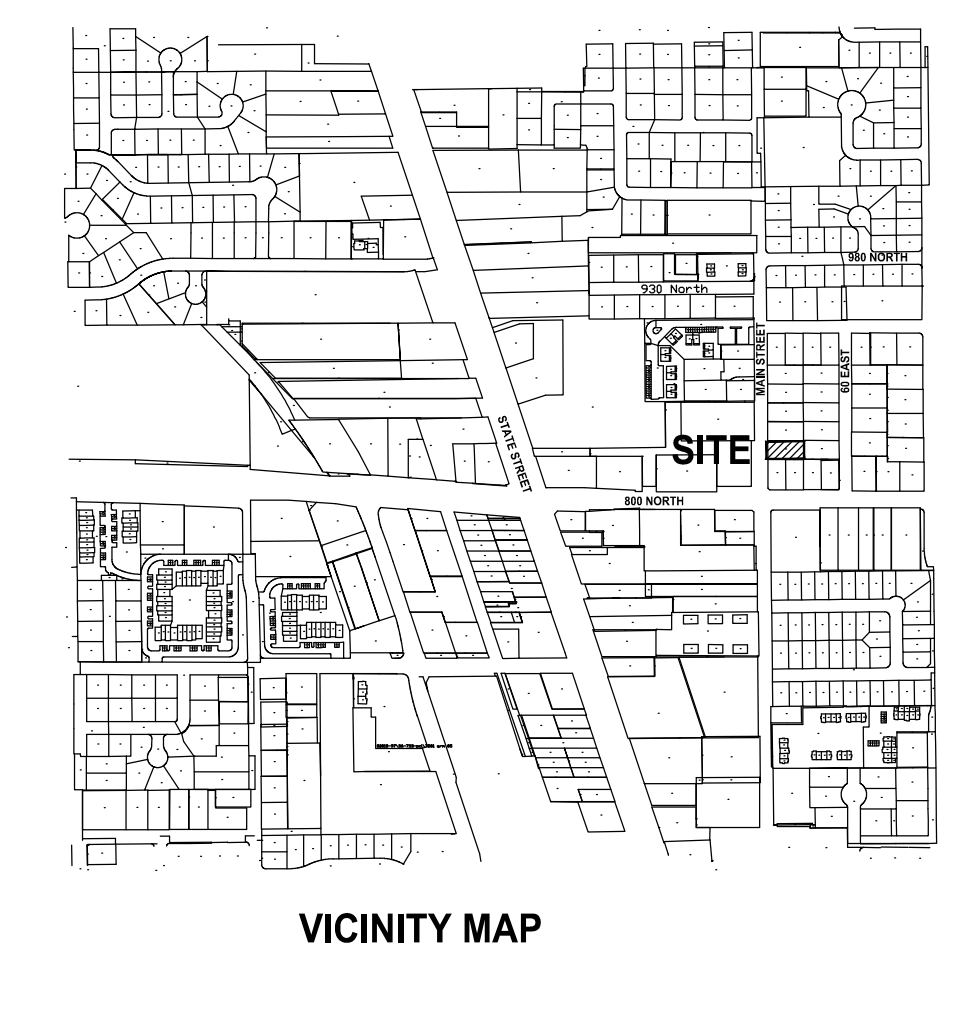 980 NORTH
930 North
MAIN STREET
60 EAST
STATE STREET
SITE
800 NORTH
VICINITY MAP